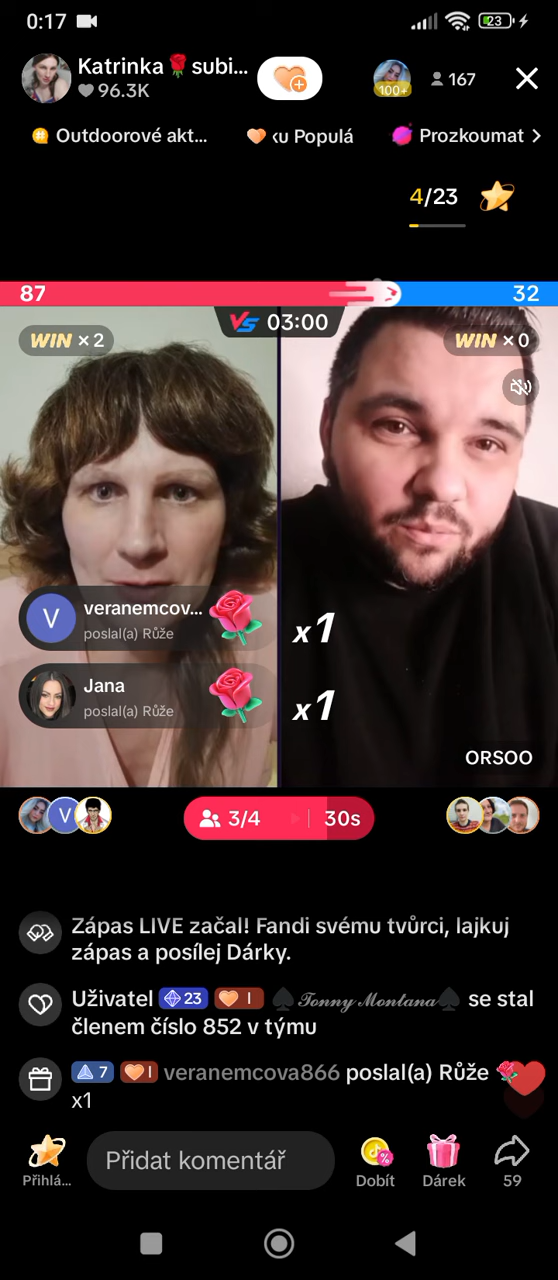 0:17
23
Katrinka🌹subi...
96.3K
100+
167
Outdoorové akt...
ku Populá
Prozkoumat >
4/23
87
32
VS 03:00
WIN × 2
WIN × 0
V
veranemcov...
poslal(a) Růže
x1
Jana
poslal(a) Růže
x1
ORSOO
V
3/4
30s
Zápas LIVE začal! Fandi svému tvůrci, lajkuj
zápas a posílej Dárky.
Uživatel 23 I ♠️𝒯𝑜𝓃𝓃𝓎 𝑀𝑜𝓃𝓉𝒶𝓃𝒶♠️ se stal
členem číslo 852 v týmu
7 I veranemcova866 poslal(a) Růže 🌹
x1
Přihlá...
Přidat komentář
Dobít
Dárek
59